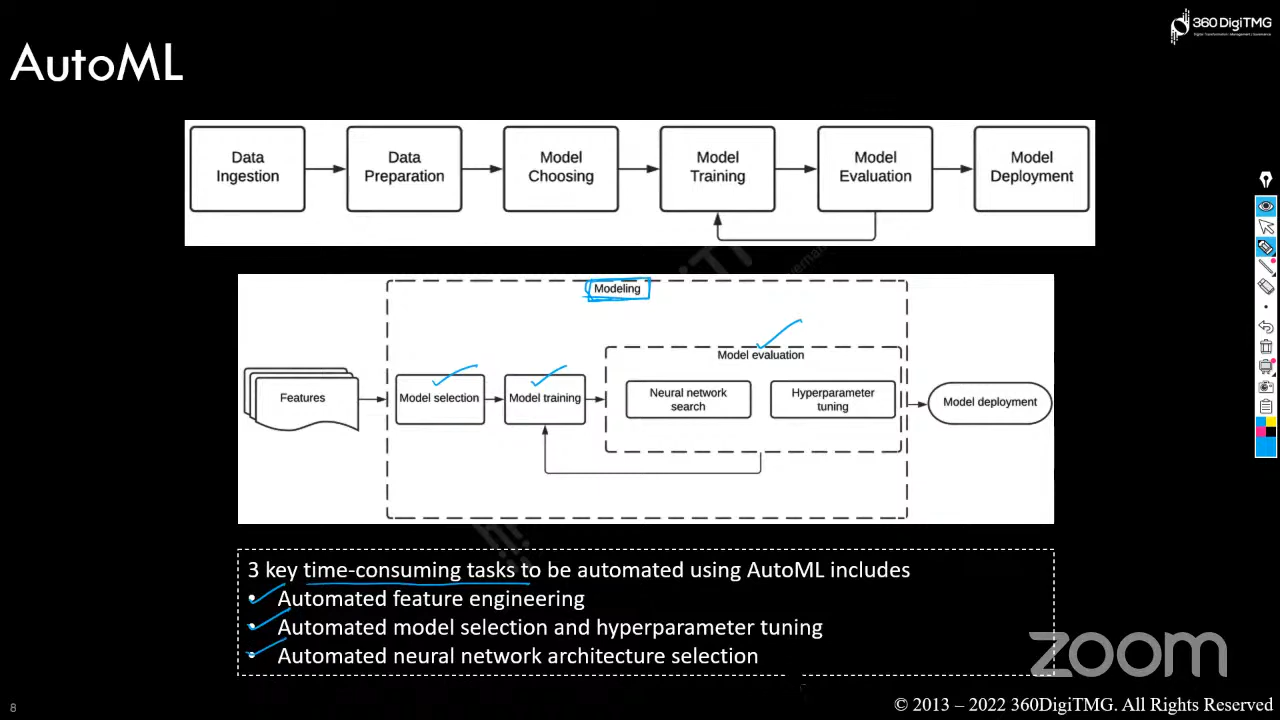 360DigiTMG
AutoML
Data
Ingestion
Data
Preparation
Model
Choosing
Model
Training
Model
Evaluation
Model
Deployment
Modeling
Model evaluation
Features
Model selection
Model training
Neural network
search
Hyperparameter
tuning
Model deployment
3 key time-consuming tasks to be automated using AutoML includes
• Automated feature engineering
• Automated model selection and hyperparameter tuning
• Automated neural network architecture selection
zoom
8
© 2013 – 2022 360DigiTMG. All Rights Reserved